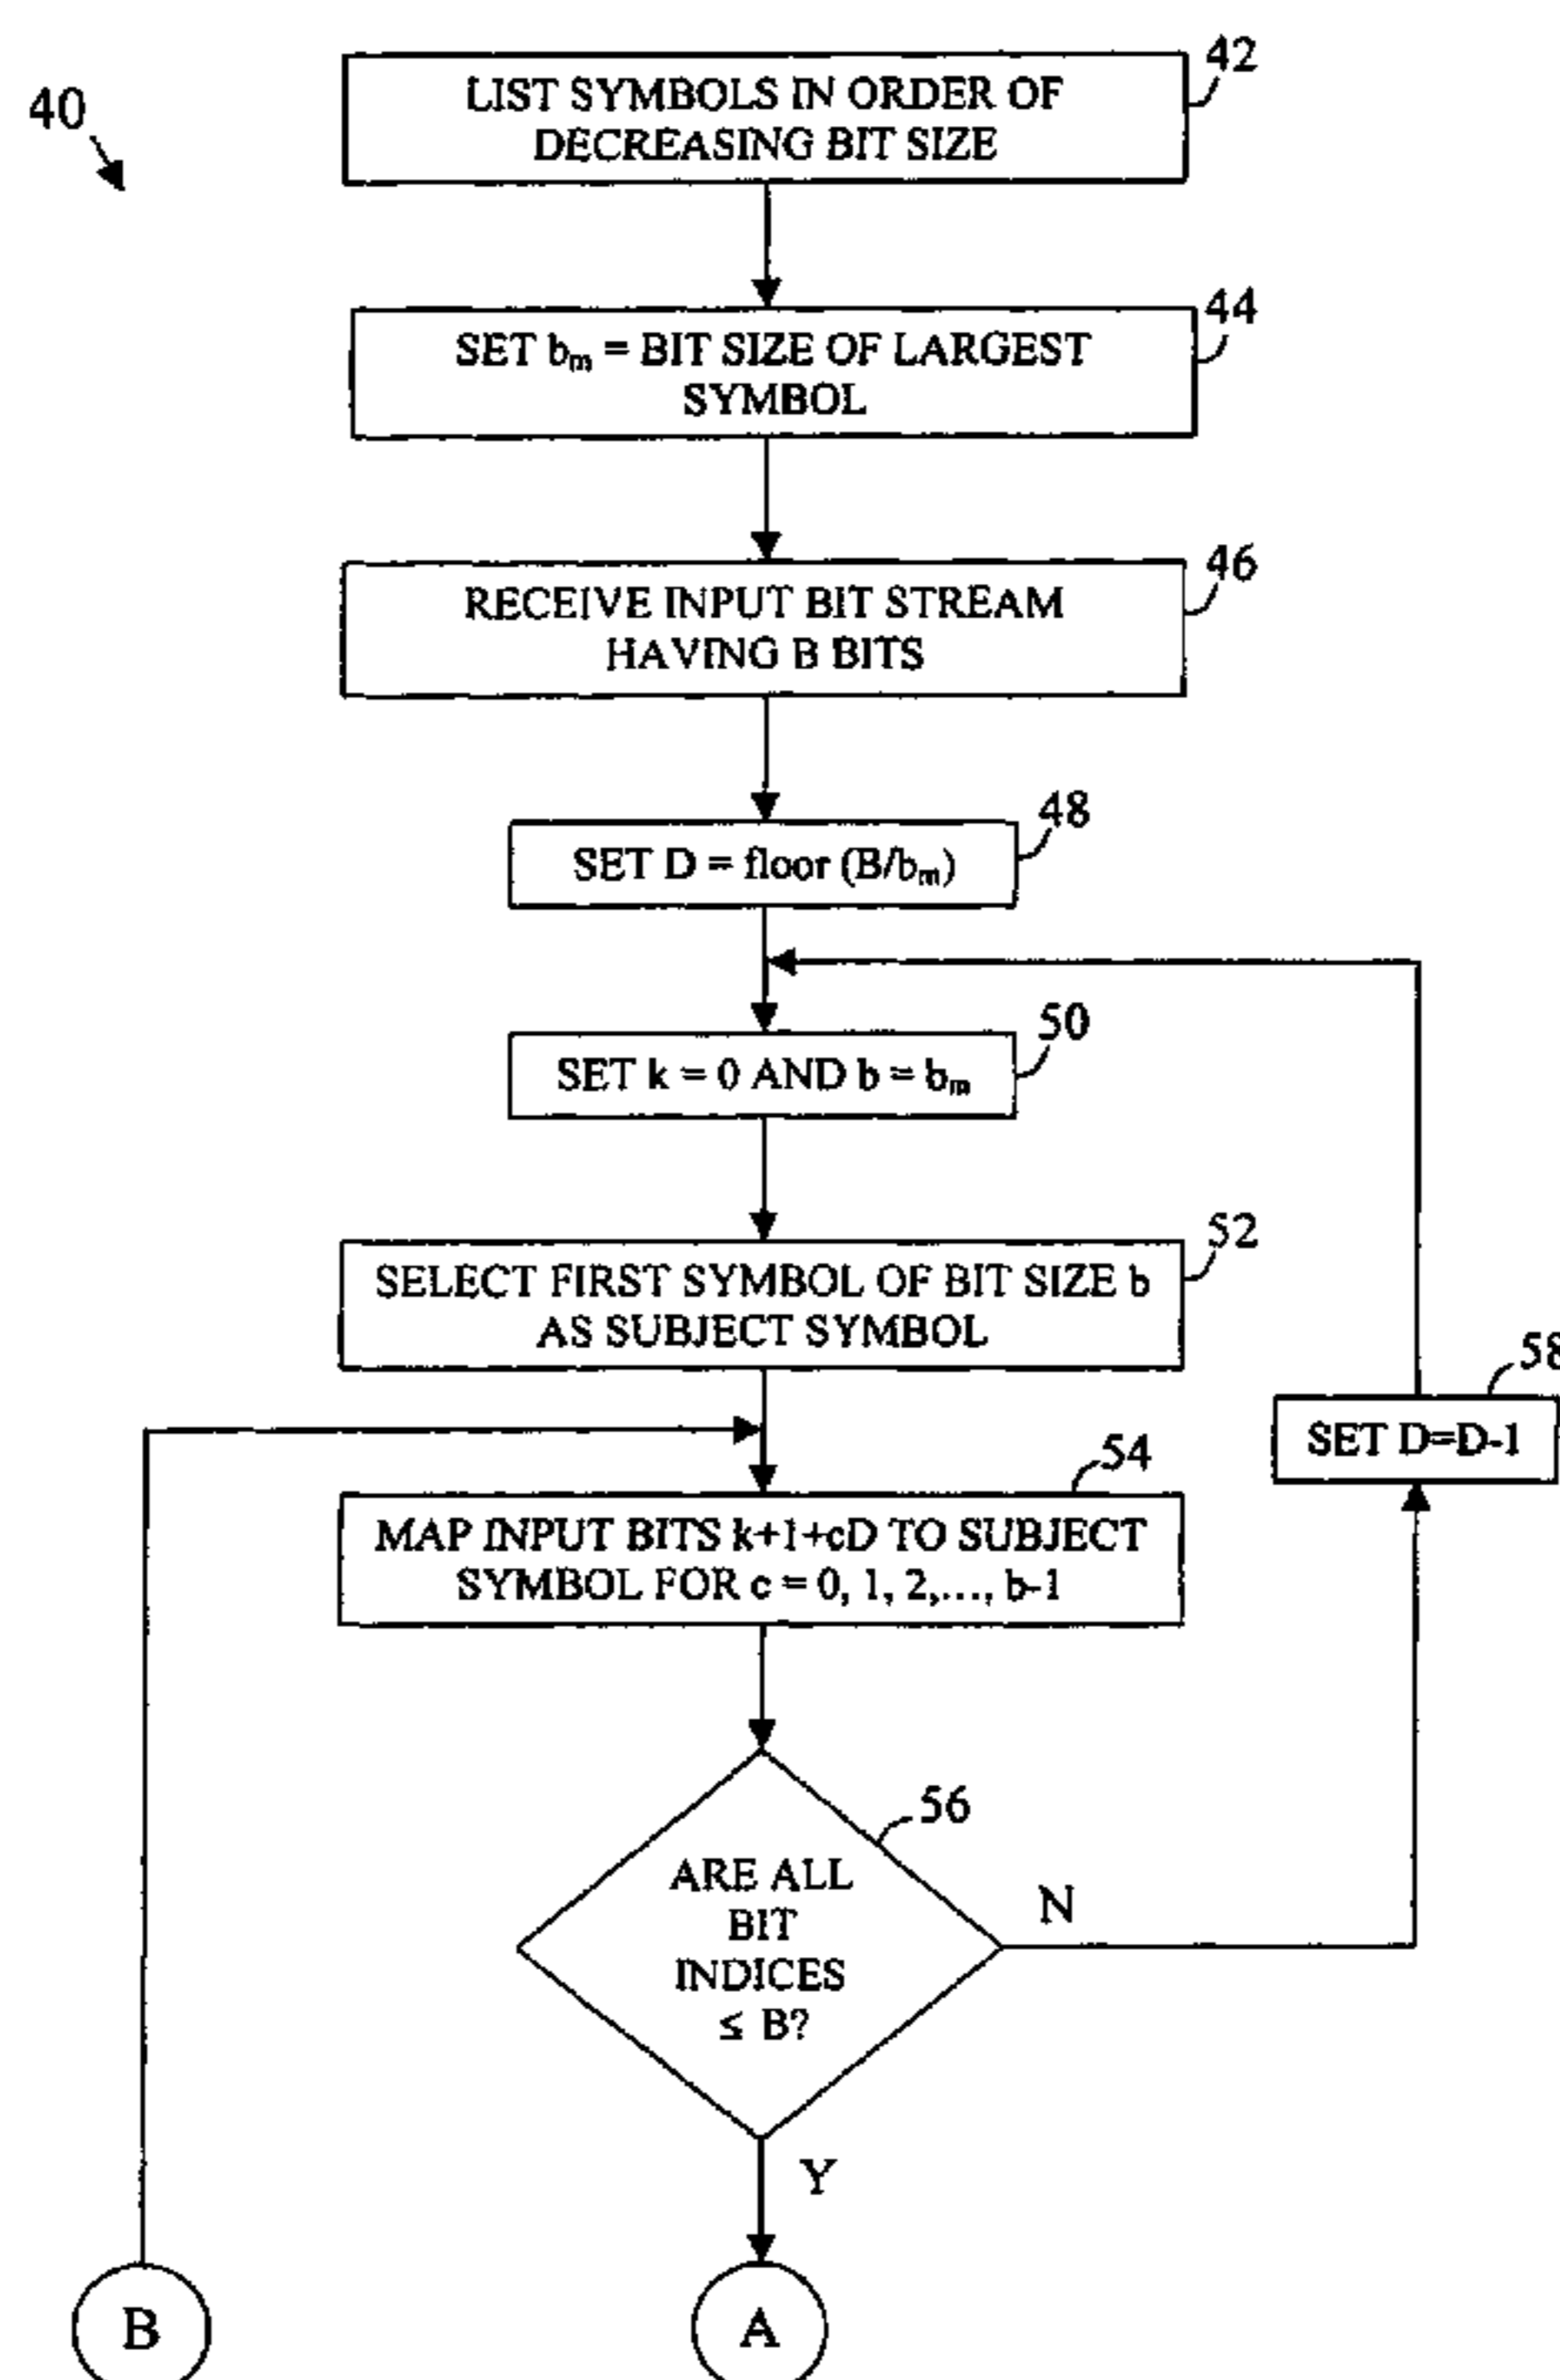 40
42
LIST SYMBOLS IN ORDER OF
DECREASING BIT SIZE
44
SET bₘ = BIT SIZE OF LARGEST
SYMBOL
46
RECEIVE INPUT BIT STREAM
HAVING B BITS
48
SET D = floor (B/bₘ)
50
SET k = 0 AND b = bₘ
52
SELECT FIRST SYMBOL OF BIT SIZE b
AS SUBJECT SYMBOL
58
SET D=D-1
54
MAP INPUT BITS k+1+cD TO SUBJECT
SYMBOL FOR c = 0, 1, 2,..., b-1
56
ARE ALL
BIT
INDICES
≤ B?
N
Y
B
A